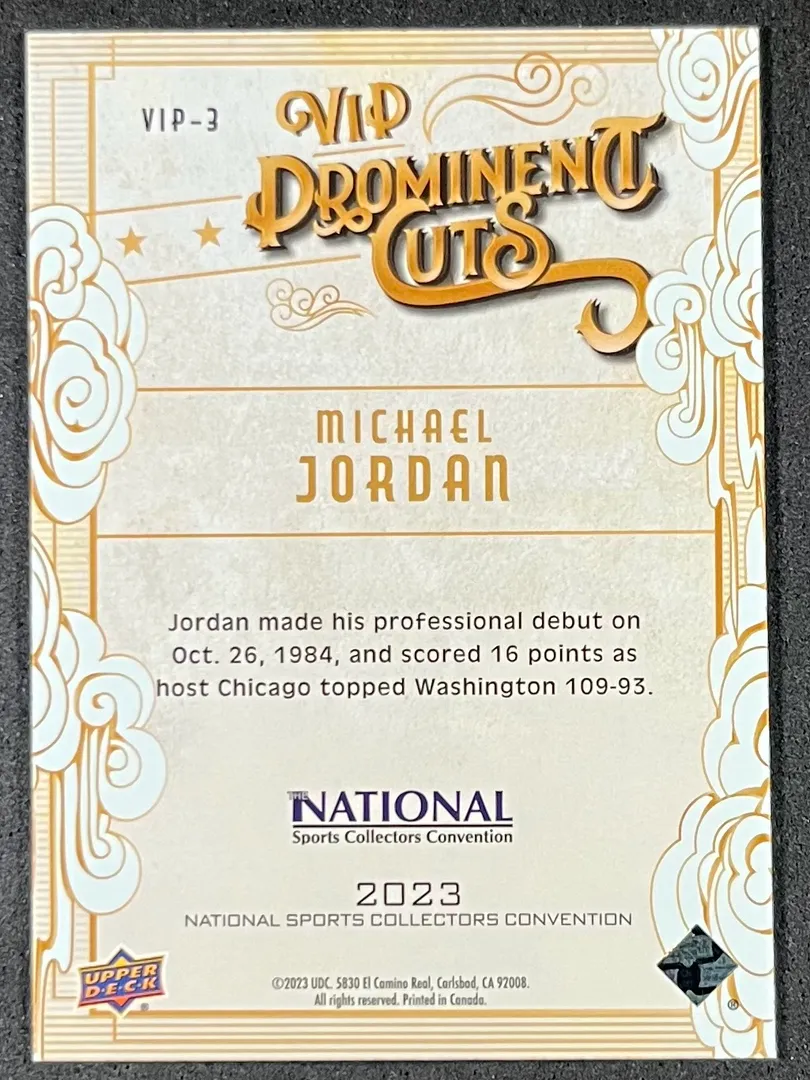 VIP-3
VIP
PROMINENT
CUTS
MICHAEL
JORDAN
Jordan made his professional debut on
Oct. 26, 1984, and scored 16 points as
host Chicago topped Washington 109-93.
THE
NATIONAL
Sports Collectors Convention
2023
NATIONAL SPORTS COLLECTORS CONVENTION
UPPER
D·E·C·K
®
©2023 UDC. 5830 El Camino Real, Carlsbad, CA 92008.
All rights reserved. Printed in Canada.
®